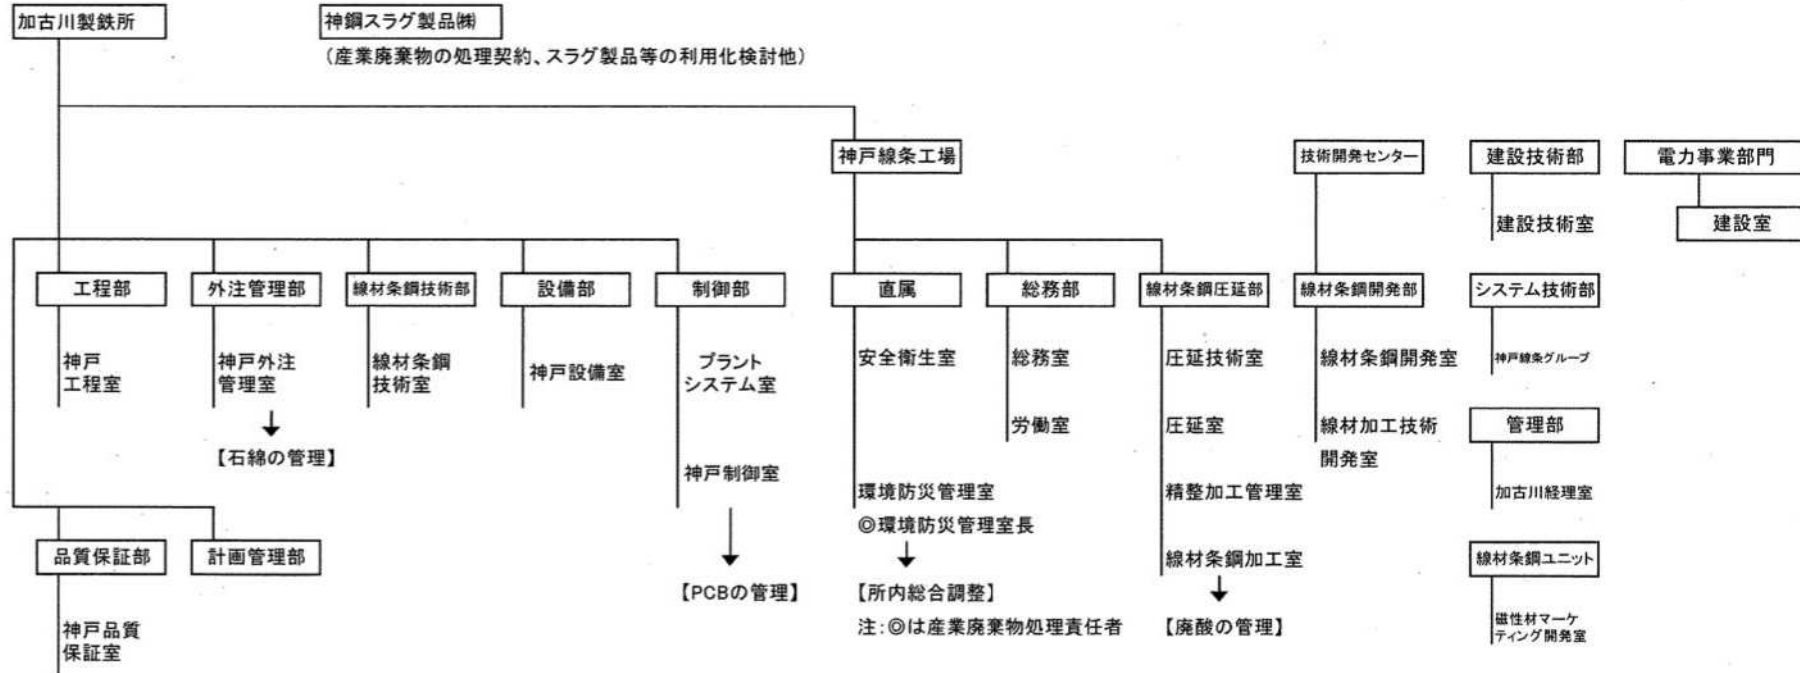 加古川製鉄所
神鋼スラグ製品㈱
（産業廃棄物の処理契約、スラグ製品等の利用化検討他）
神戸線条工場
技術開発センター
建設技術部
電力事業部門
建設技術室
建設室
工程部
外注管理部
線材条鋼技術部
設備部
制御部
直属
総務部
線材条鋼圧延部
線材条鋼開発部
システム技術部
神戸
工程室
神戸外注
管理室
線材条鋼
技術室
神戸設備室
プラント
システム室
安全衛生室
総務室
圧延技術室
線材条鋼開発室
神戸線条グループ
労働室
圧延室
線材加工技術
開発室
管理部
【石綿の管理】
神戸制御室
環境防災管理室
◎環境防災管理室長
精整加工管理室
加古川経理室
品質保証部
計画管理部
線材条鋼加工室
線材条鋼ユニット
【PCBの管理】
【所内総合調整】
注：◎は産業廃棄物処理責任者
【廃酸の管理】
神戸品質
保証室
磁性材マーケ
ティング開発室